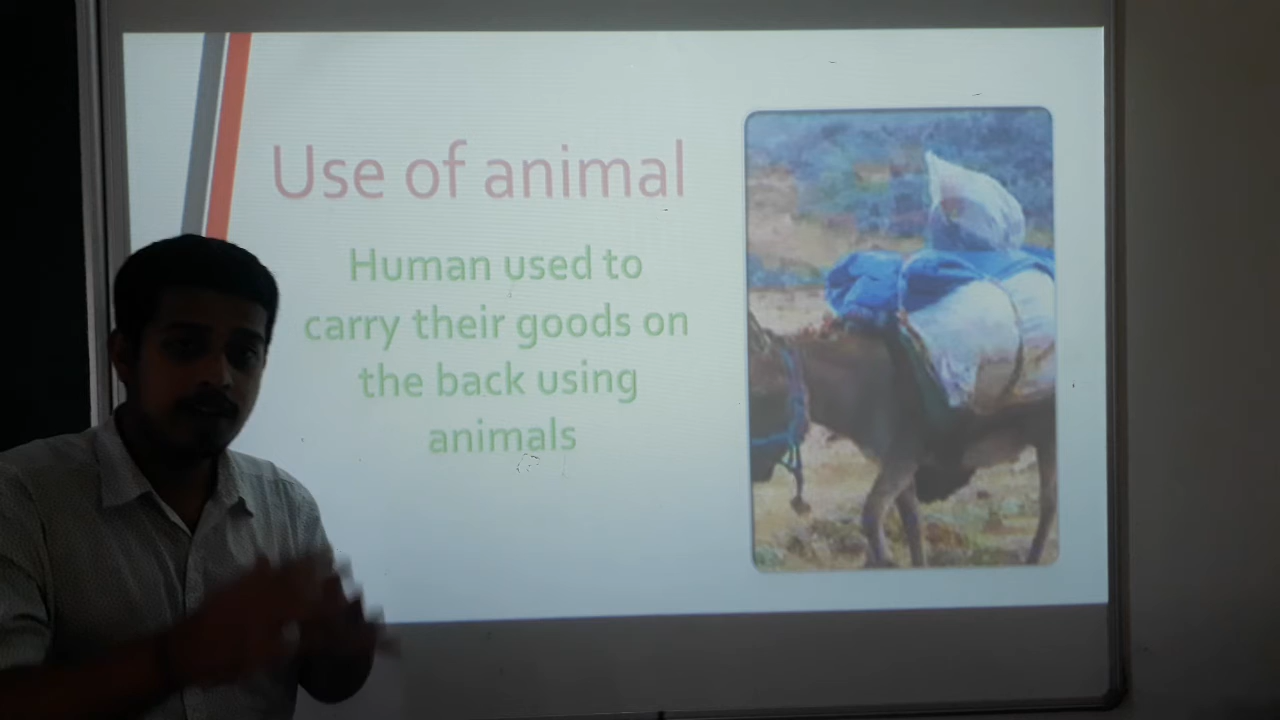 Use of animal
Human used to
carry their goods on
the back using
animals